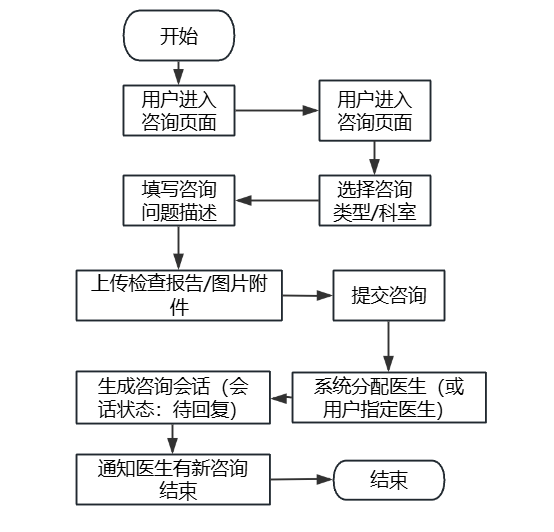 开始
用户进入
咨询页面
用户进入
咨询页面
选择咨询
类型/科室
填写咨询
问题描述
上传检查报告/图片附
件
提交咨询
系统分配医生（或
用户指定医生）
生成咨询会话（会
话状态：待回复）
通知医生有新咨询
结束
结束